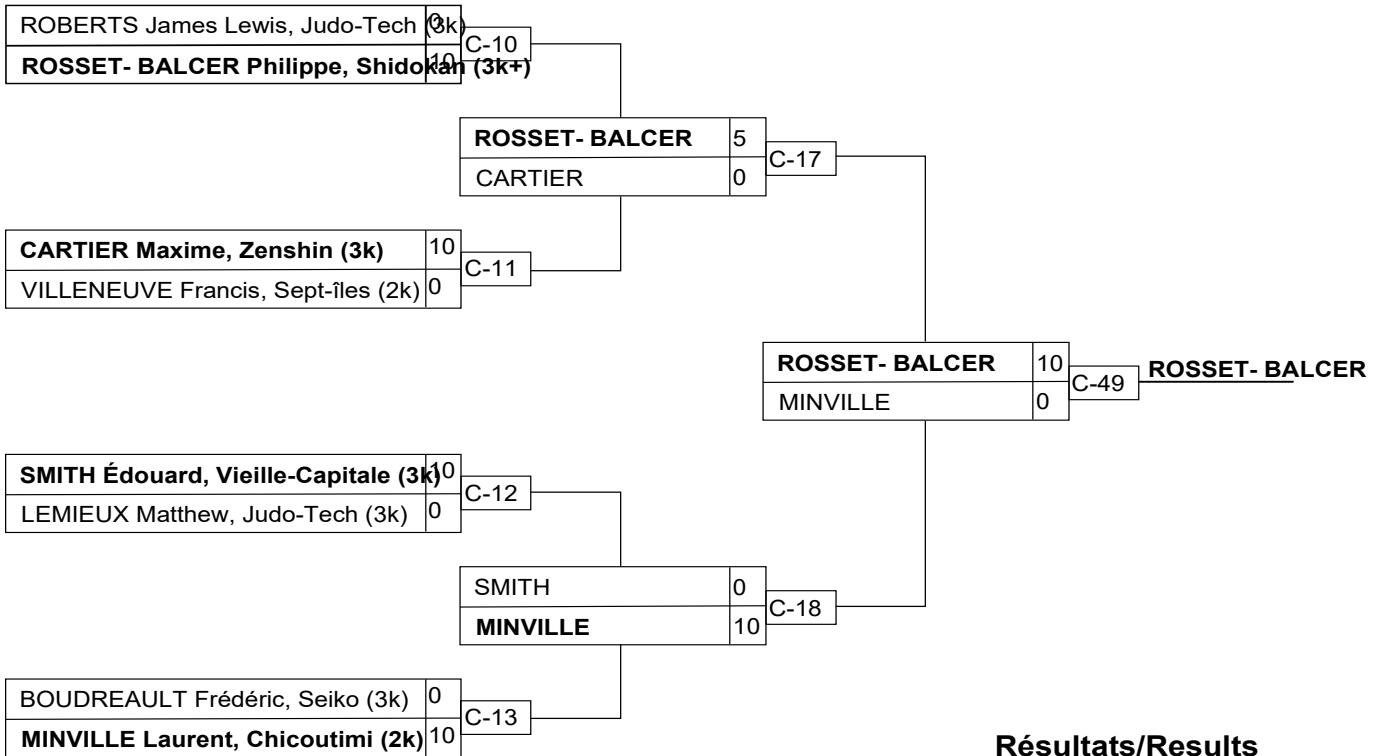 ROBERTS James Lewis, Judo-Tech (3k) 0
C-10
ROSSET- BALCER Philippe, Shidokan (3k+) 10
ROSSET- BALCER 5
C-17
CARTIER 0
CARTIER Maxime, Zenshin (3k) 10
C-11
VILLENEUVE Francis, Sept-îles (2k) 0
ROSSET- BALCER 10
C-49
ROSSET- BALCER
MINVILLE 0
SMITH Édouard, Vieille-Capitale (3k) 10
C-12
LEMIEUX Matthew, Judo-Tech (3k) 0
SMITH 0
C-18
MINVILLE 10
BOUDREAULT Frédéric, Seiko (3k) 0
C-13
MINVILLE Laurent, Chicoutimi (2k) 10
Résultats/Results